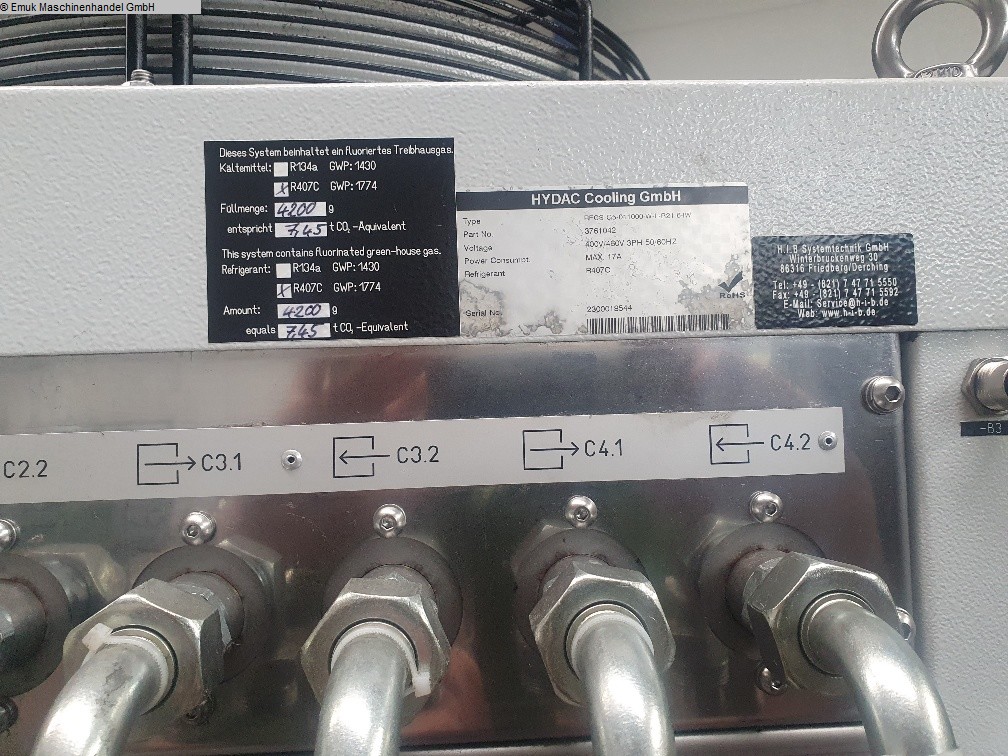 © Emuk Maschinenhandel GmbH
Dieses System beinhaltet ein fluoriertes Treibhausgas.
Kältemittel: R134a GWP: 1430
X R407C GWP: 1774
Füllmenge: 4200 g
entspricht 7,45 t CO₂-Äquivalent
This system contains fluorinated green-house gas.
Refrigerant: R134a GWP: 1430
X R407C GWP: 1774
Amount: 4200 g
equals 7,45 t CO₂-Equivalent
HYDAC Cooling GmbH
Type
Part No. 3761042
Voltage 400V/460V 3PH 50-60HZ
Power Consumpt. MAX. 17A
Refrigerant R407C
RoHS
Serial No. 2300018544
H.I.B Systemtechnik GmbH
Winterbruckenweg 30
86316 Friedberg/Derching
Tel: +49 - (821) 7 47 71 5550
Fax: +49 - (821) 7 47 71 5592
E-Mail: Service@h-i-b.de
Web: www.h-i-b.de
-B3
C2.2
C3.1
C3.2
C4.1
C4.2